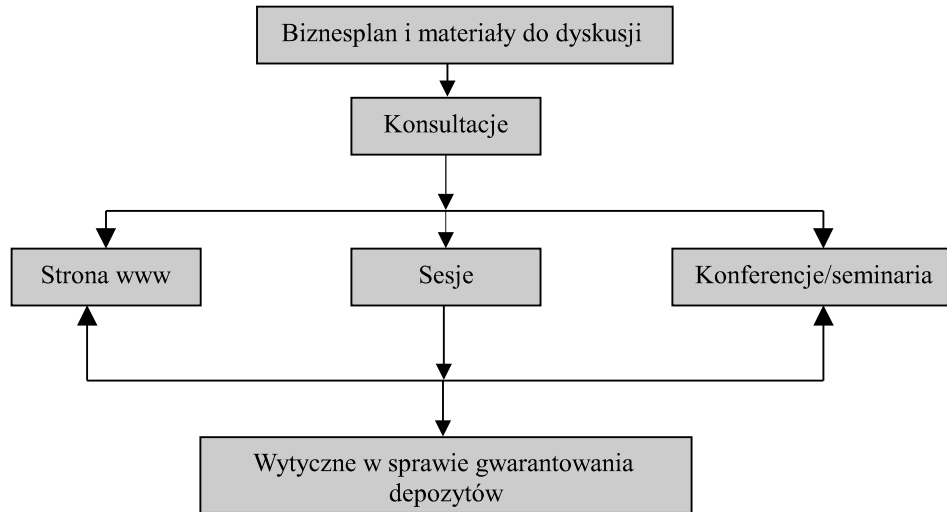 Biznesplan i materiały do dyskusji
Konsultacje
Strona www
Sesje
Konferencje/seminaria
Wytyczne w sprawie gwarantowania
depozytów